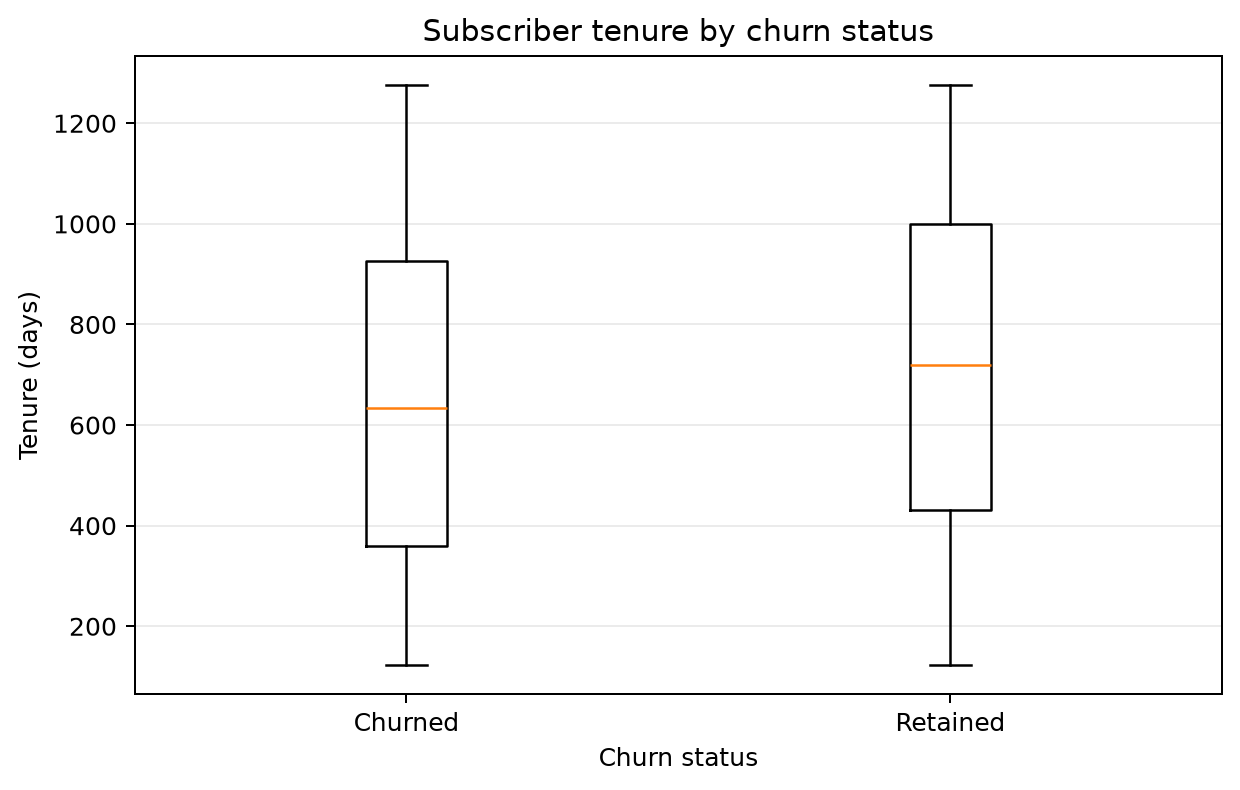 Subscriber tenure by churn status
Tenure (days)
1200
1000
800
600
400
200
Churned
Retained
Churn status